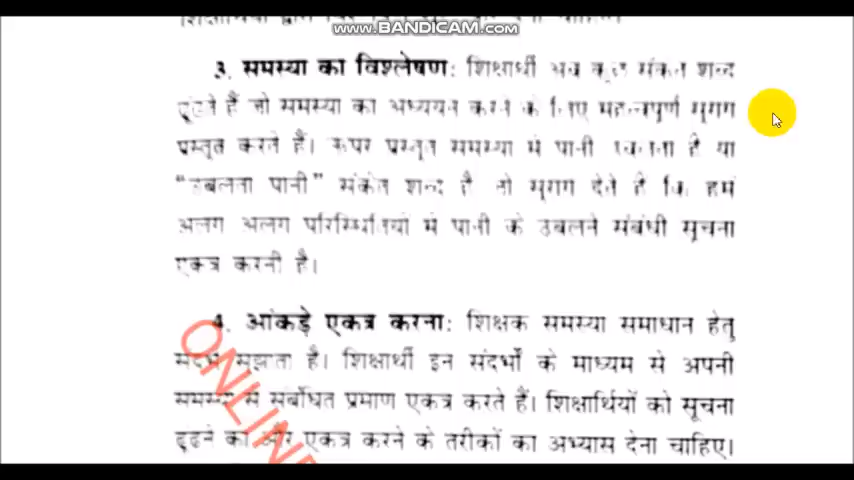 www.BANDICAM.com
3. समस्या का विश्लेषण: शिक्षार्थी अब कुछ संकेत शब्द
ढूंढ़ते हैं जो समस्या का अध्ययन करने के लिए महत्वपूर्ण सुराग
प्रस्तुत करते हैं। ऊपर प्रस्तुत समस्या में पानी उबलता है या
"उबलता पानी" संकेत शब्द है जो सुराग देते है कि हमं
अलग अलग परिस्थितियों में पानी के उबलने संबंधी सूचना
एकत्र करनी है।
4. आंकड़े एकत्र करना: शिक्षक समस्या समाधान हेतु
संदर्भ सुझाता है। शिक्षार्थी इन संदर्भों के माध्यम से अपनी
समस्या से संबंधित प्रमाण एकत्र करते हैं। शिक्षार्थियों को सूचना
ढूंढने का और एकत्र करने के तरीकों का अभ्यास देना चाहिए।
ONLINE